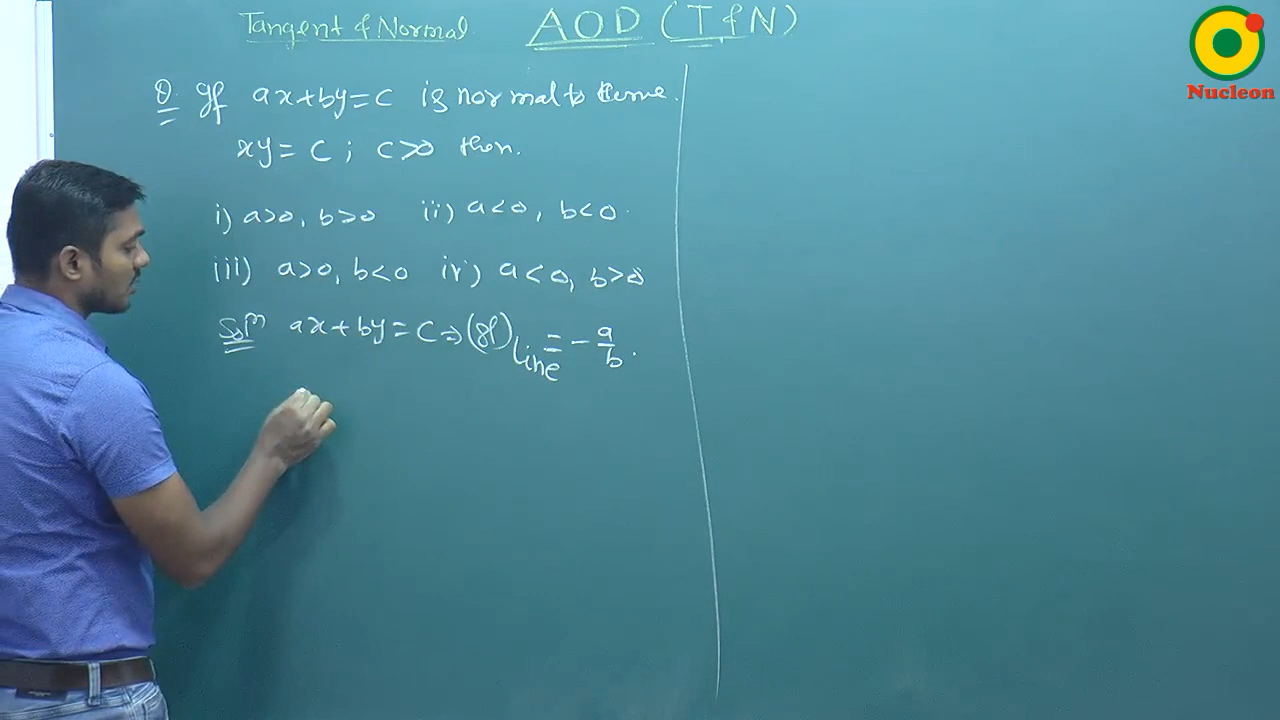 Tangent & Normal AOD (T & N)
Nucleon
Q. If ax+by=c is normal to the curve.
xy = c ; c>0 then.
i) a>0, b>0 ii) a<0, b<0.
iii) a>0, b<0 iv) a<0, b>0
Soln ax+by=c ⇒ (sl)line = - a/b.